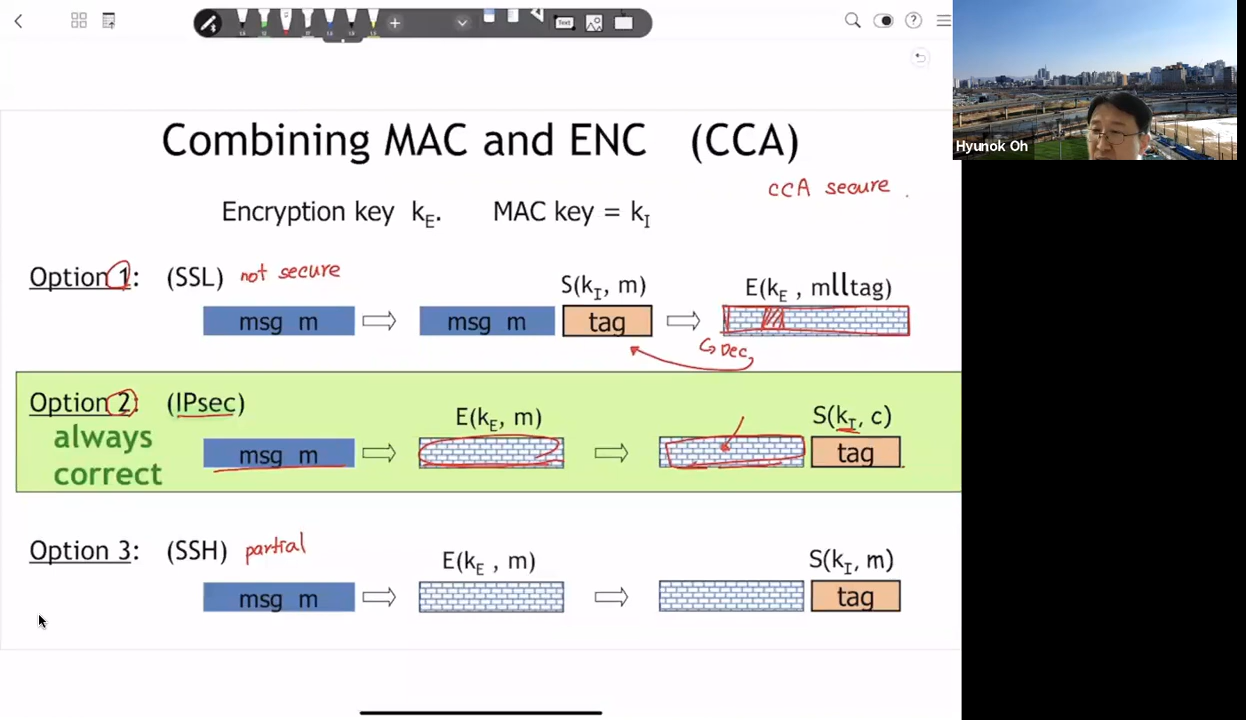 Text
Hyunok Oh
Combining MAC and ENC (CCA)
CCA secure.
Encryption key kE. MAC key = kI
Option 1: (SSL) not secure
S(kI, m)
E(kE , mlltag)
msg m
msg m
tag
Dec,
Option 2: (IPsec)
always
correct
E(kE, m)
S(kI, c)
msg m
tag
Option 3: (SSH) partial
E(kE , m)
S(kI, m)
msg m
tag